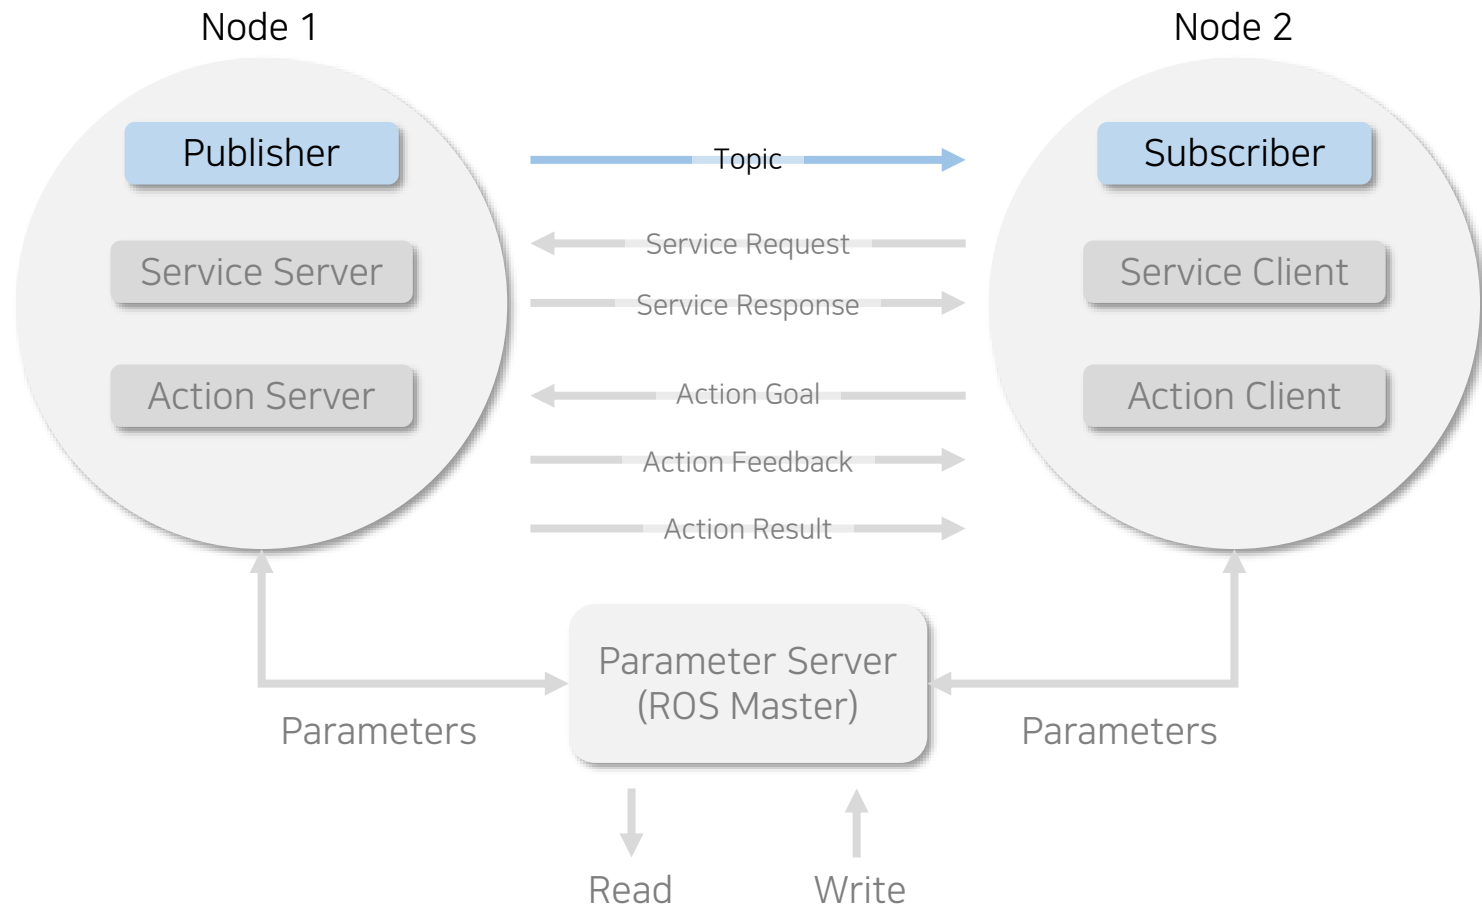 Node 1
Node 2
Publisher
Topic
Subscriber
Service Request
Service Server
Service Client
Service Response
Action Goal
Action Server
Action Client
Action Feedback
Action Result
Parameter Server
(ROS Master)
Parameters
Parameters
Read
Write